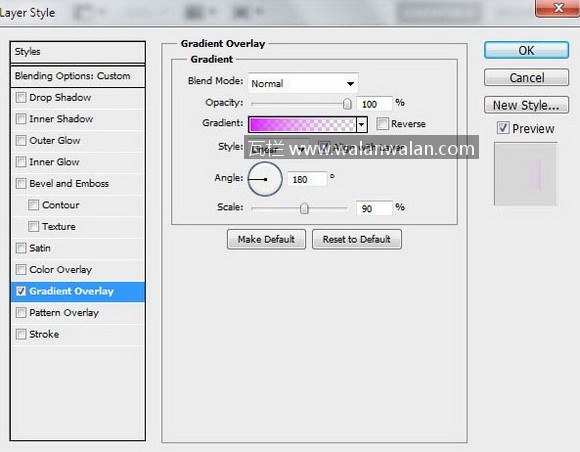 Layer Style
Styles
Blending Options: Custom
Drop Shadow
Inner Shadow
Outer Glow
Inner Glow
Bevel and Emboss
Contour
Texture
Satin
Color Overlay
Gradient Overlay
Pattern Overlay
Stroke
Gradient Overlay
Gradient
Blend Mode: Normal
Opacity: 100 %
Gradient: Reverse
Style: Linear Align with Layer
瓦栏 www.walanwalan.com
Angle: 180 °
Scale: 90 %
Make Default Reset to Default
OK
Cancel
New Style...
Preview